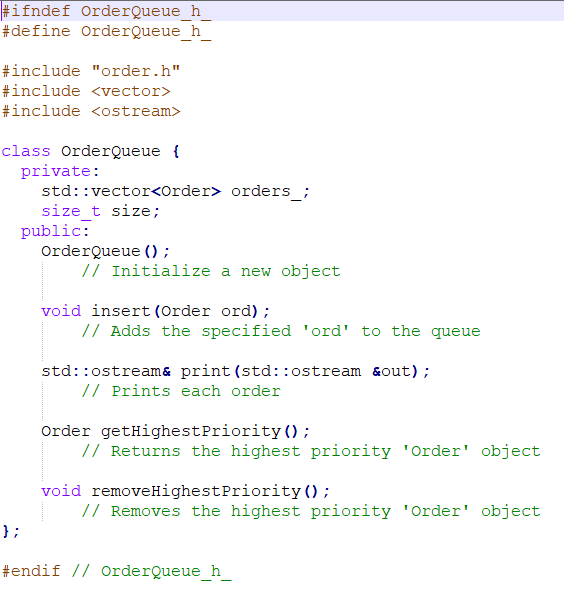 #ifndef OrderQueue_h_
#define OrderQueue_h_
#include "order.h"
#include <vector>
#include <ostream>
class OrderQueue {
private:
std::vector<Order> orders_;
size_t size;
public:
OrderQueue();
// Initialize a new object
void insert(Order ord);
// Adds the specified 'ord' to the queue
std::ostream& print(std::ostream &out);
// Prints each order
Order getHighestPriority();
// Returns the highest priority 'Order' object
void removeHighestPriority();
// Removes the highest priority 'Order' object
};
#endif // OrderQueue_h_